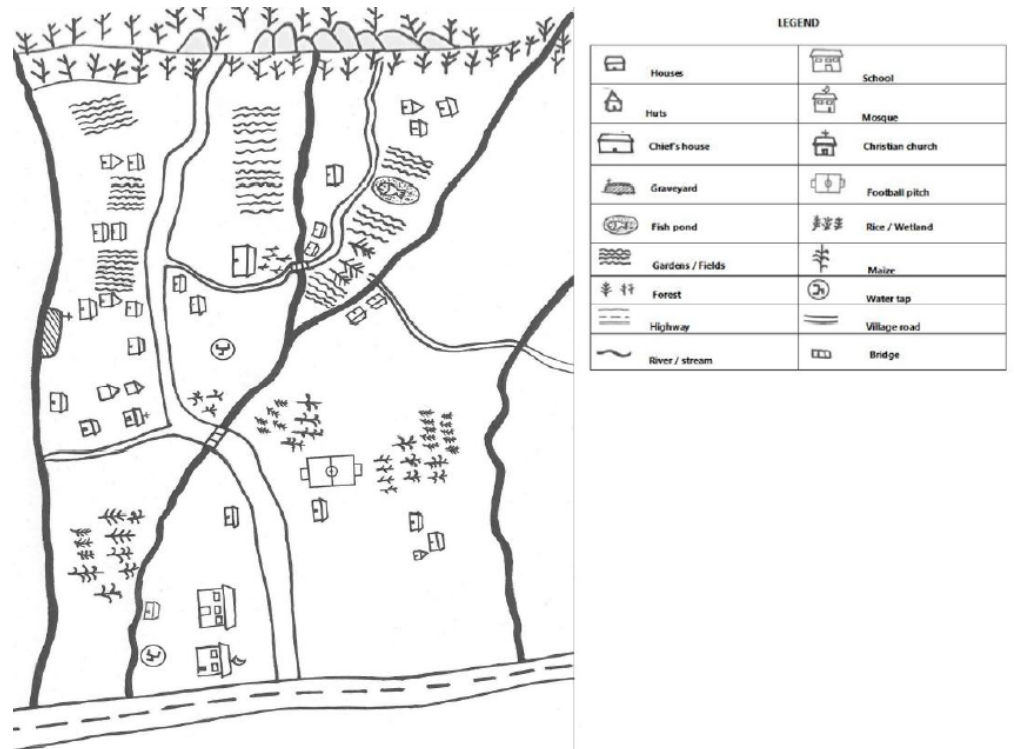 LEGEND
Houses
School
Huts
Mosque
Chief's house
Christian church
Graveyard
Football pitch
Fish pond
Rice / Wetland
Gardens / Fields
Maize
Forest
Water tap
Highway
Village road
River / stream
Bridge